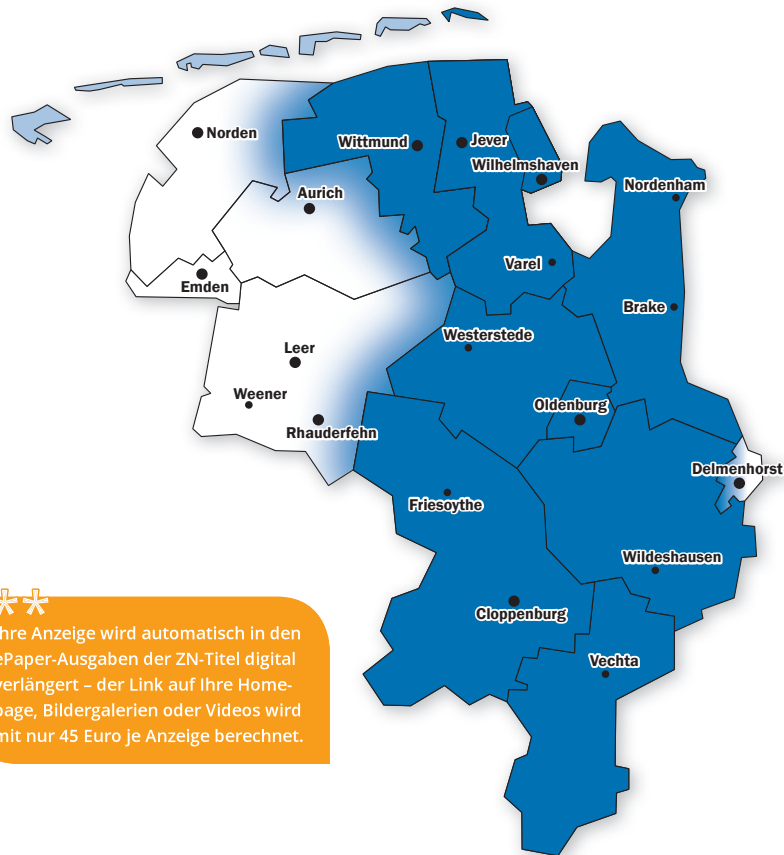 Norden
Wittmund
Jever
Wilhelmshaven
Nordenham
Aurich
Varel
Emden
Brake
Westerstede
Leer
Weener
Oldenburg
Rhauderfehn
Delmenhorst
Friesoythe
Wildeshausen
Cloppenburg
Vechta
**
hre Anzeige wird automatisch in den
ePaper-Ausgaben der ZN-Titel digital
verlängert – der Link auf Ihre Home-
page, Bildergalerien oder Videos wird
mit nur 45 Euro je Anzeige berechnet.